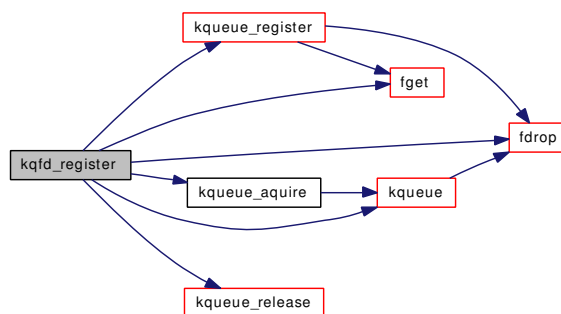 kqueue_register
fget
fdrop
kqfd_register
kqueue_aquire
kqueue
kqueue_release